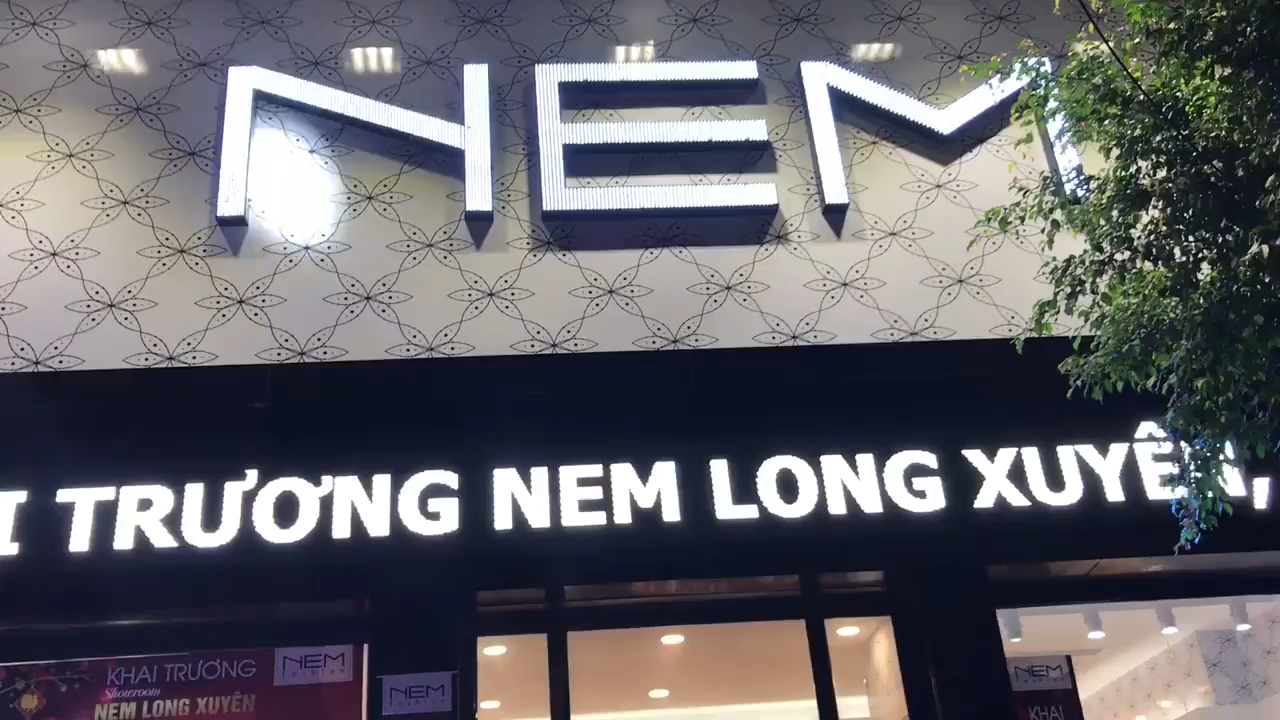 NEM
I TRƯƠNG NEM LONG XUYÊN,
KHAI TRƯƠNG
Showroom
NEM LONG XUYÊN
NEM
NEM
NEM
KHAI